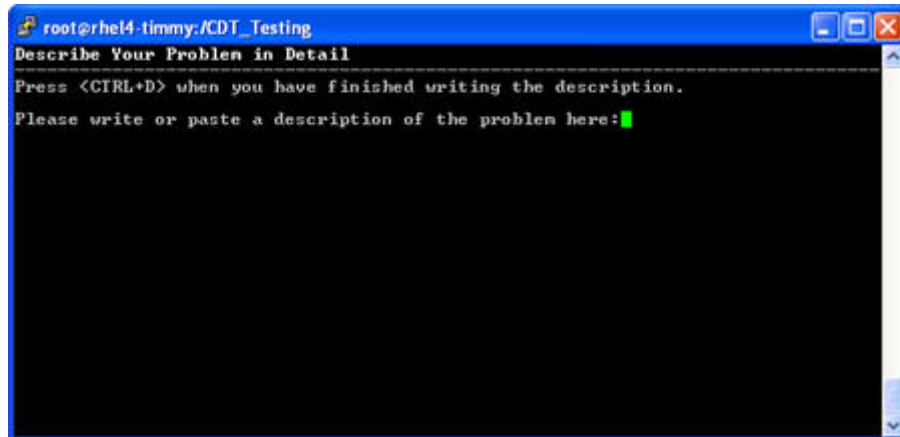 root@rhel4-timmy:/CDT_Testing
Describe Your Problem in Detail
Press <CTRL+D> when you have finished writing the description.
Please write or paste a description of the problem here: